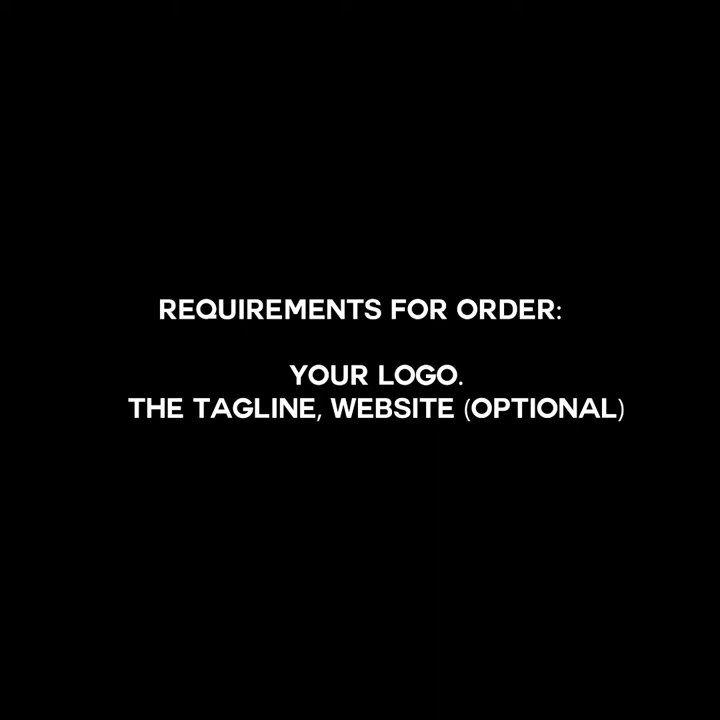 REQUIREMENTS FOR ORDER:
YOUR LOGO.
THE TAGLINE, WEBSITE (OPTIONAL)